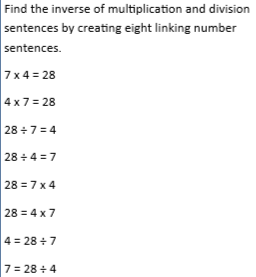 Find the inverse of multiplication and division
sentences by creating eight linking number
sentences.
7 x 4 = 28
4 x 7 = 28
28 ÷ 7 = 4
28 ÷ 4 = 7
28 = 7 x 4
28 = 4 x 7
4 = 28 ÷ 7
7 = 28 ÷ 4